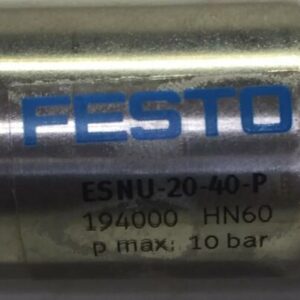 FESTO
ESNU-20-40-P
194000 HN60
p max: 10 bar